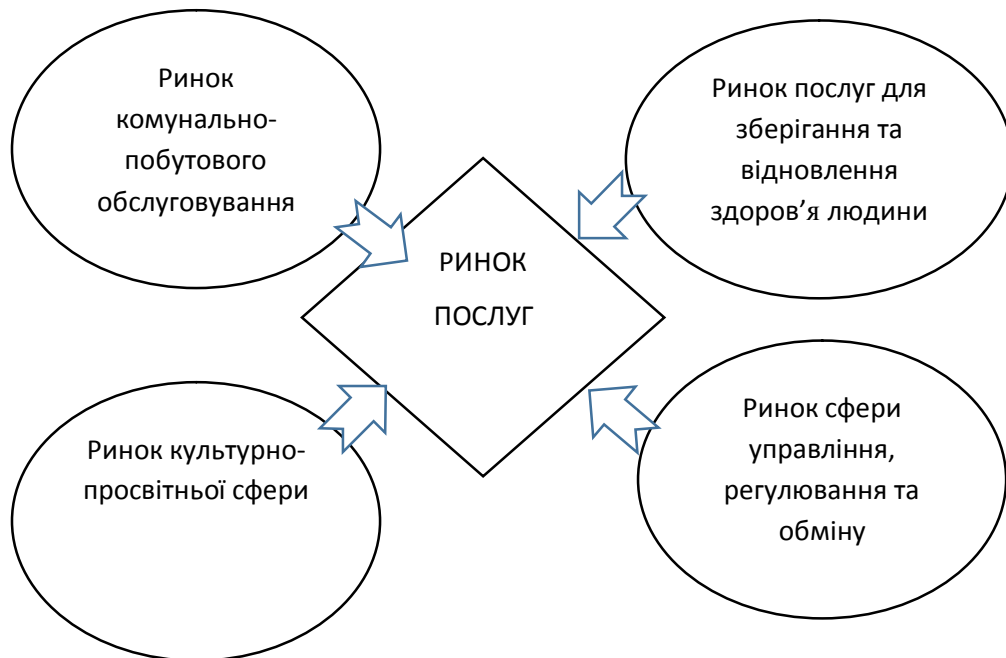 Ринок
комунально-
побутового
обслуговування
Ринок послуг для
зберігання та
відновлення
здоров’я людини
РИНОК
ПОСЛУГ
Ринок культурно-
просвітньої сфери
Ринок сфери
управління,
регулювання та
обміну